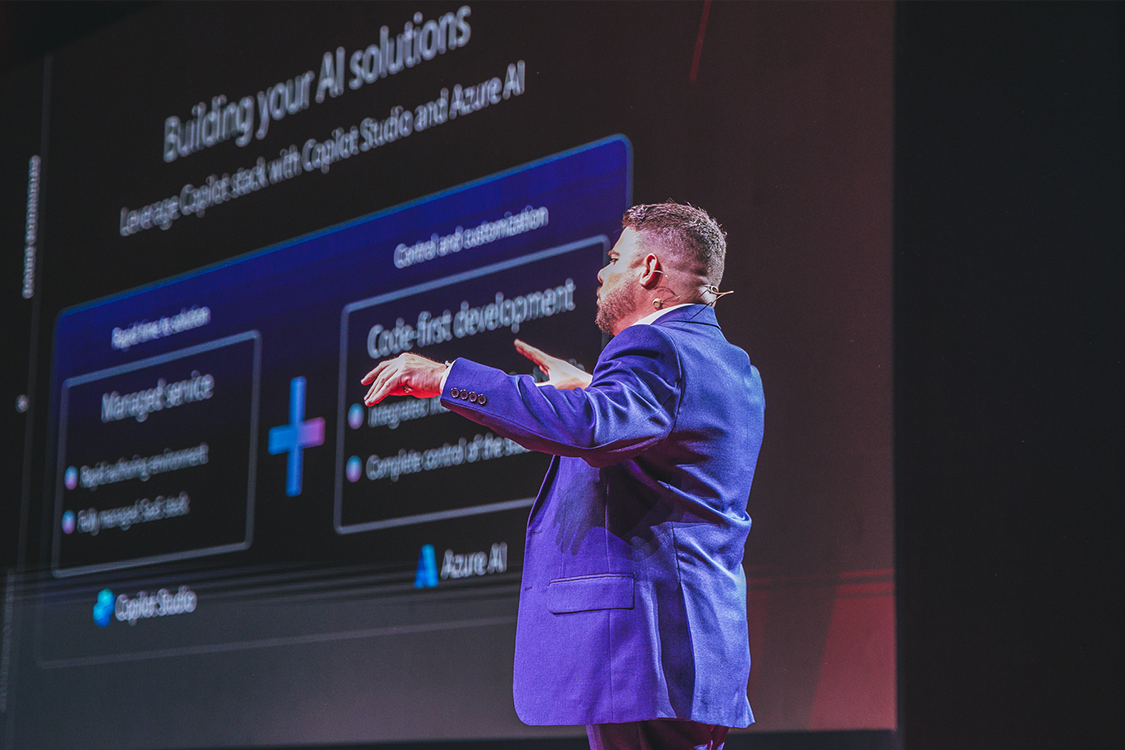 Building your AI solutions
Leverage Copilot stack with Copilot Studio and Azure AI
Rapid time to solution
Managed service
Rapid authoring environment
Fully managed SaaS stack
Copilot Studio
Control and customization
Code-first development
Integrated
Complete control of the
Azure AI